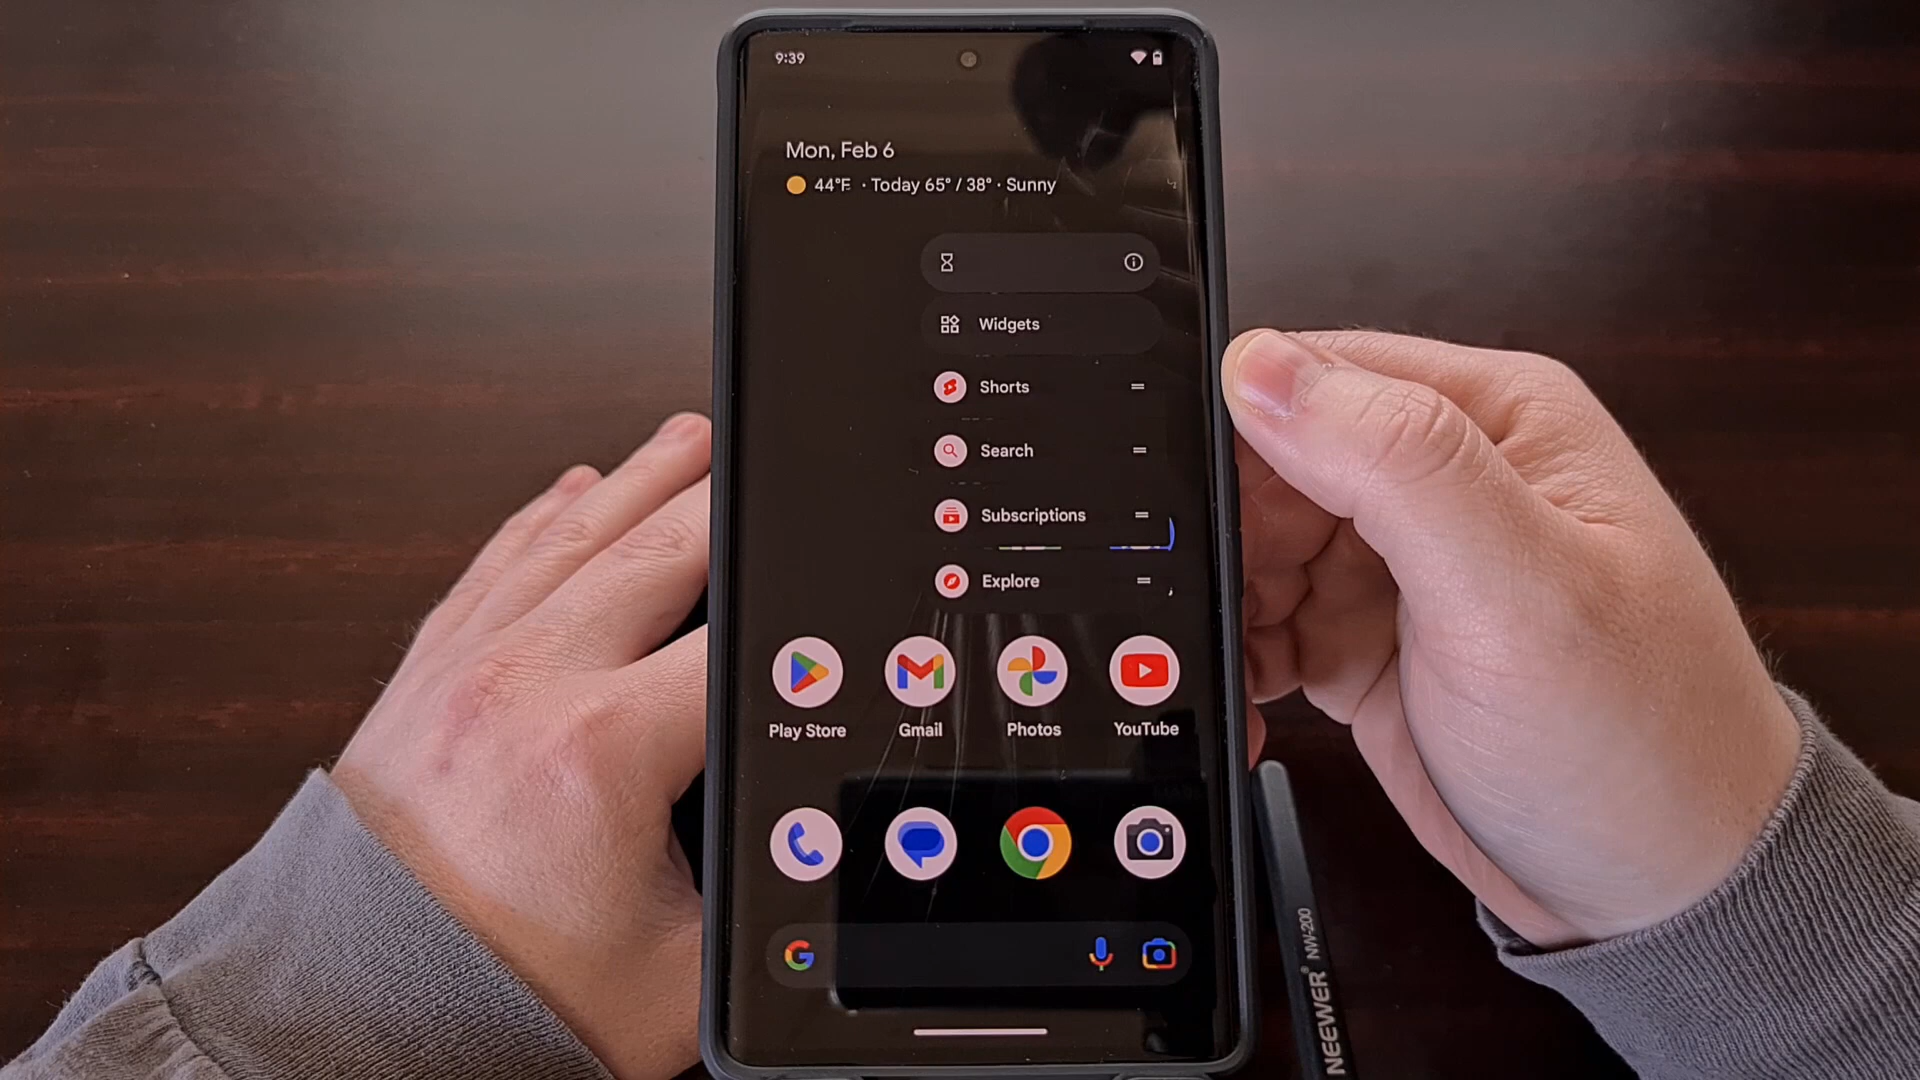 9:39
Mon, Feb 6
44°F · Today 65° / 38° · Sunny
Widgets
Shorts
Search
Subscriptions
Explore
Play Store
Gmail
Photos
YouTube
NEEWER® NW-200